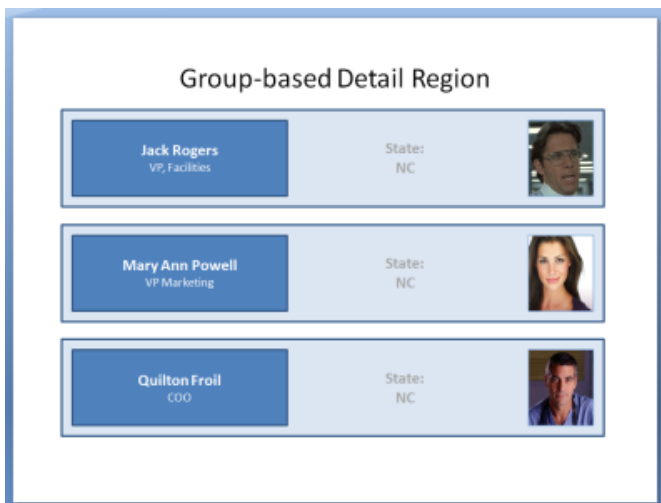 Group-based Detail Region
Jack Rogers
VP, Facilities
State:
NC
Mary Ann Powell
VP Marketing
State:
NC
Quilton Froil
COO
State:
NC